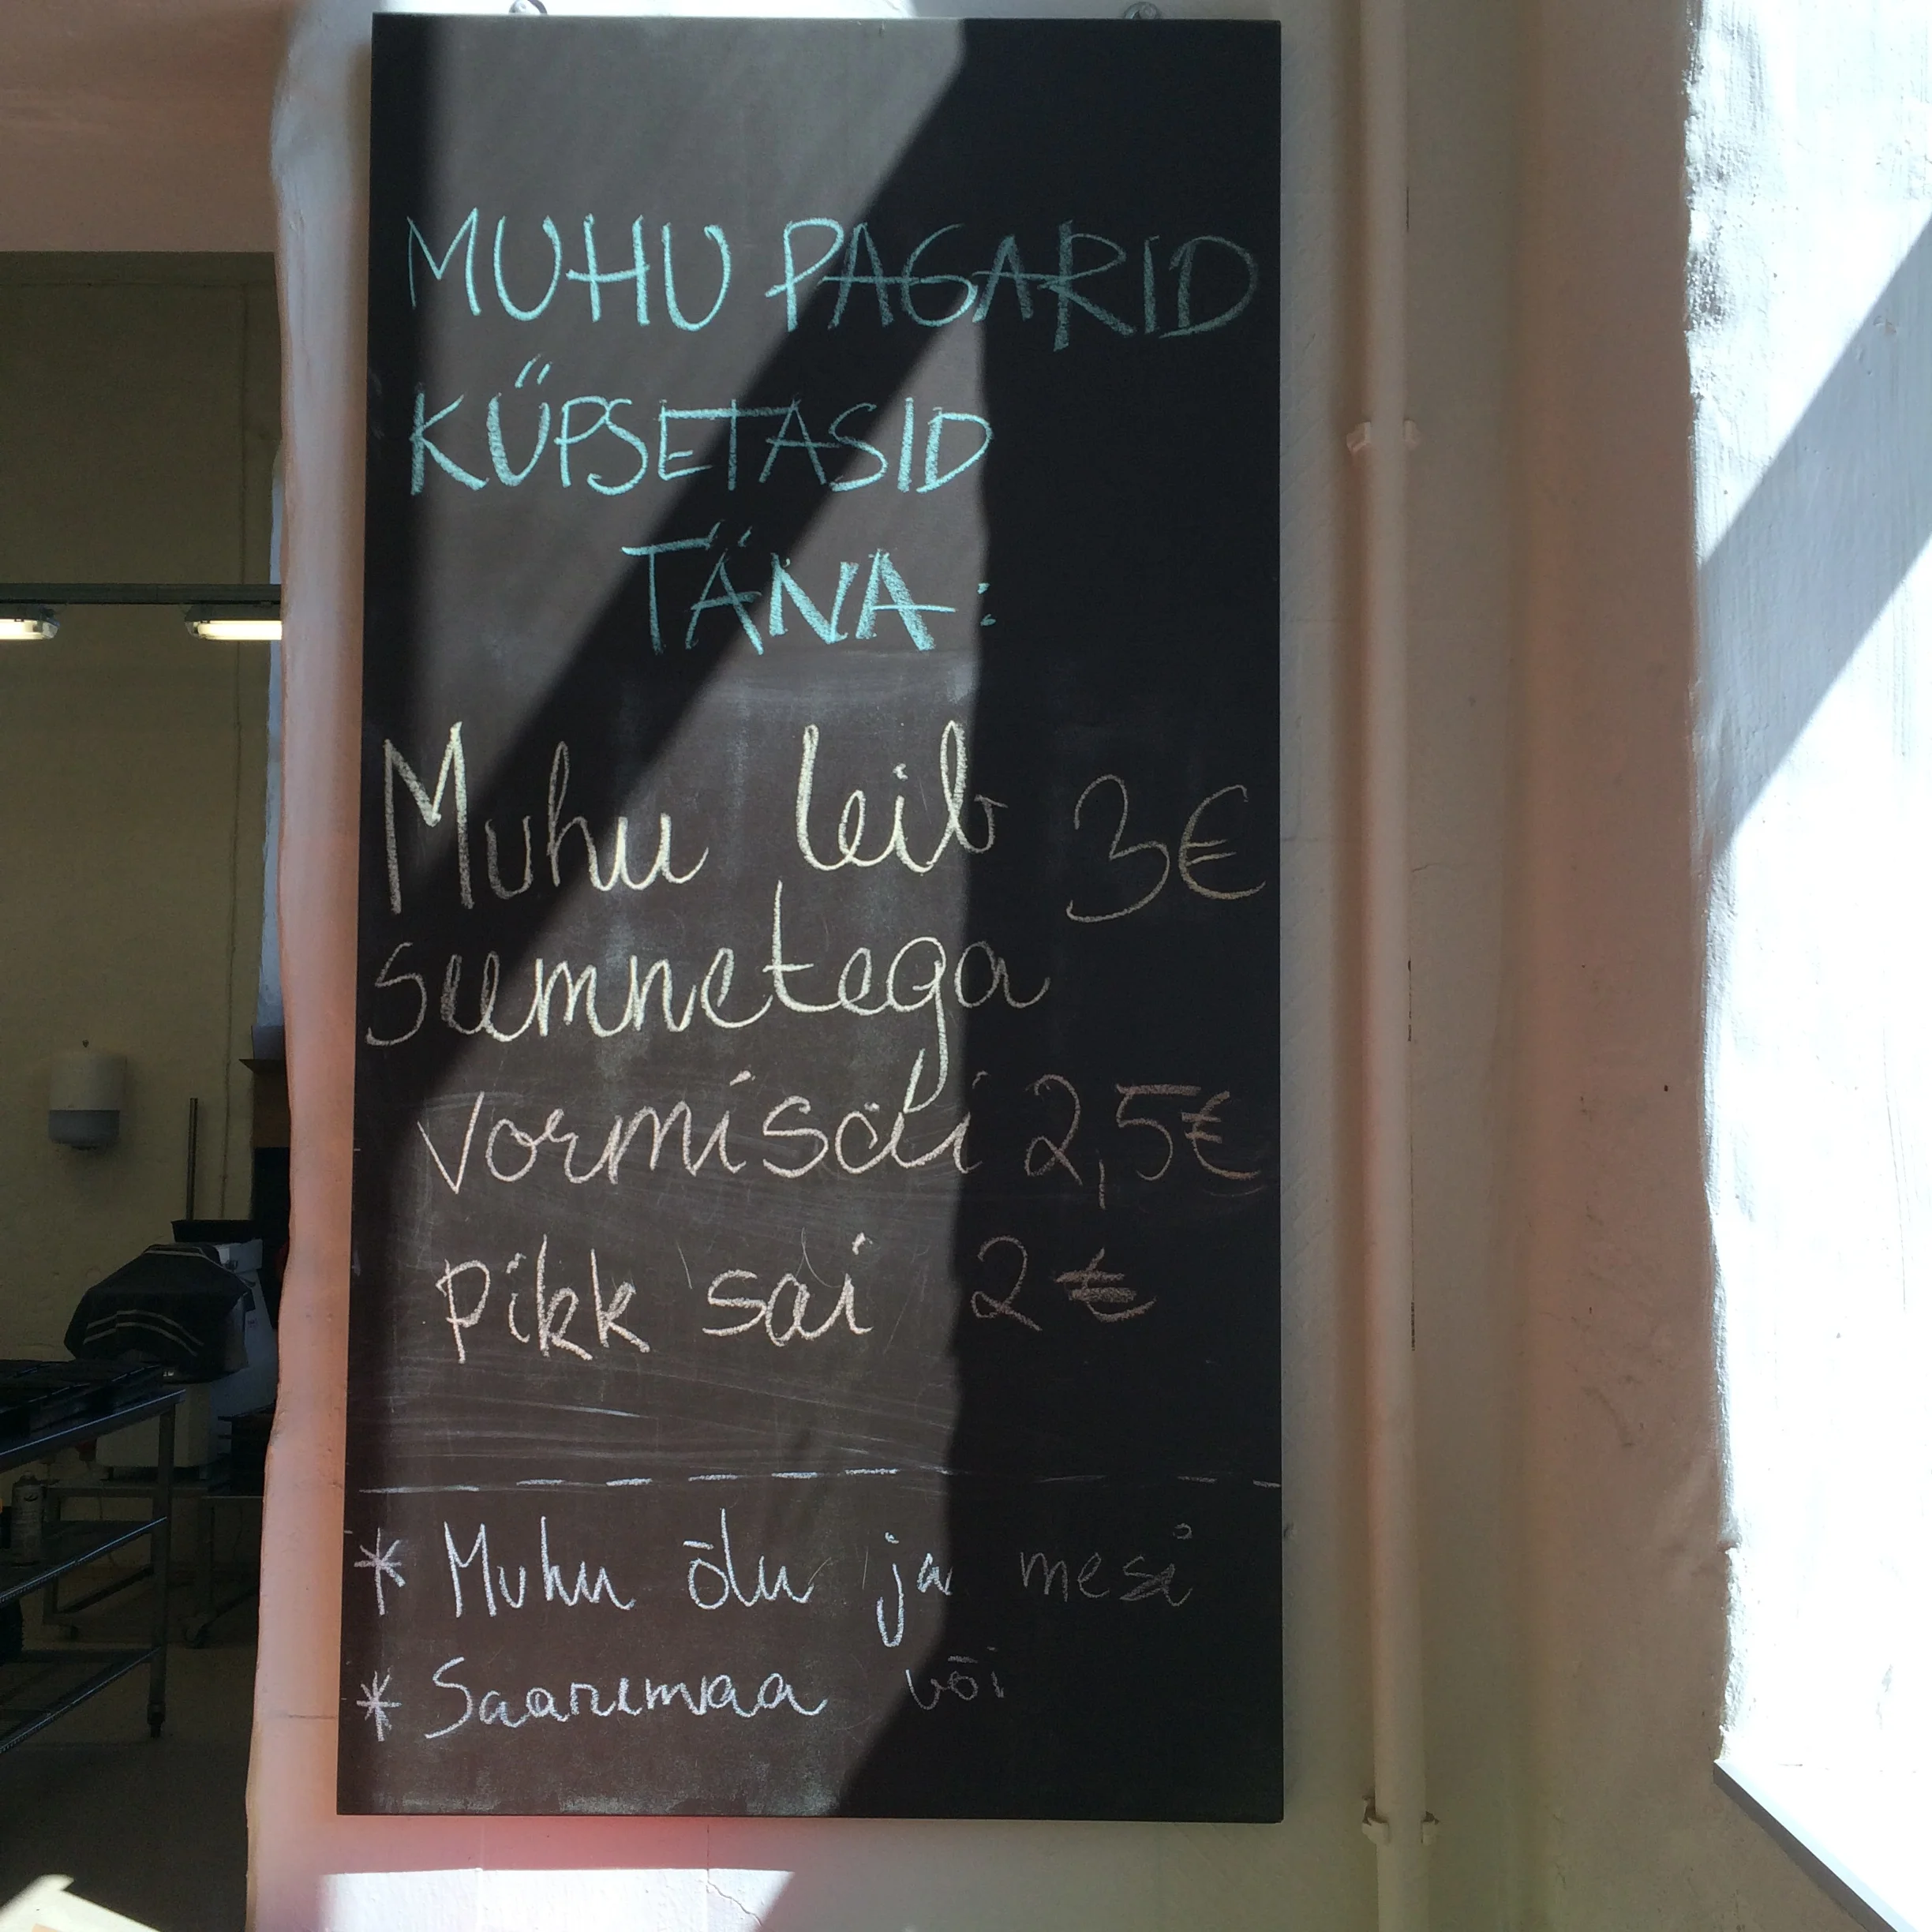 MUHU PAGARID
KÜPSETASID
TÄNA:
Muhu leib 3€
seemnetega
vormisai 2,5€
pikk sai 2€
* Muhu õlu ja mesi
* Saaremaa või